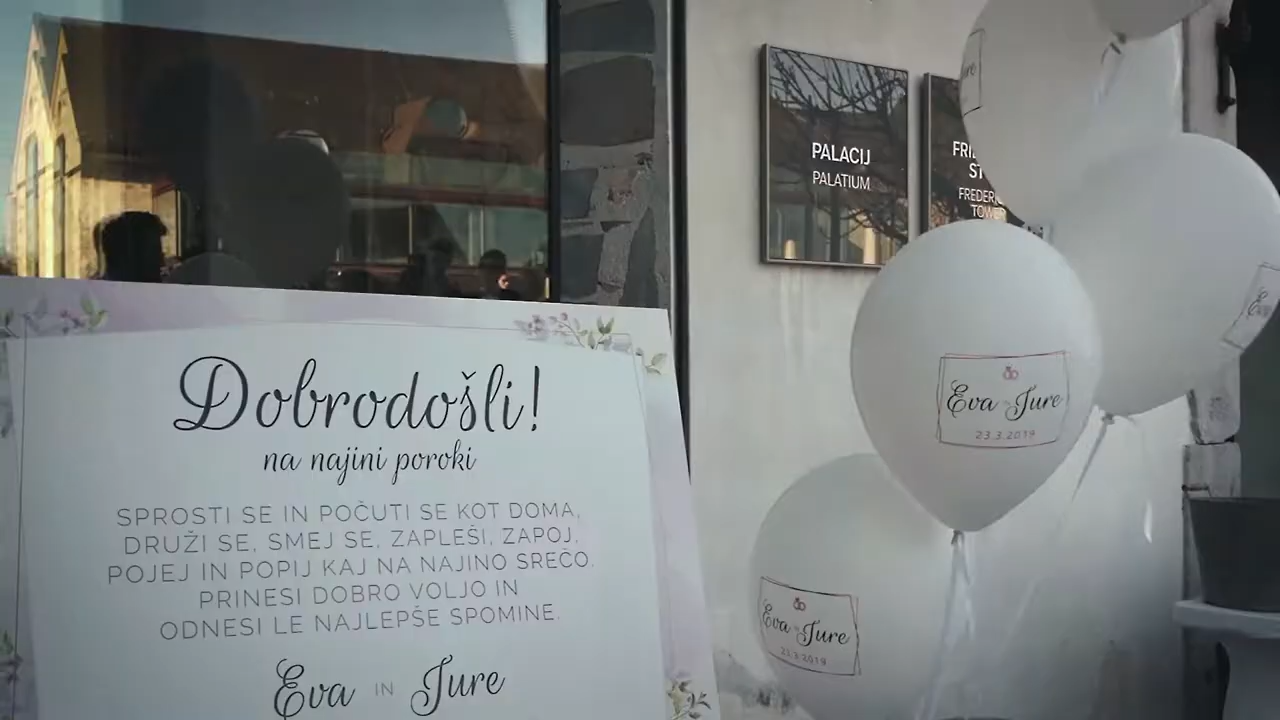 Dobrodošli!
na najini poroki
SPROSTI SE IN POČUTI SE KOT DOMA,
DRUŽI SE, SMEJ SE, ZAPLEŠI, ZAPOJ,
POJEJ IN POPIJ KAJ NA NAJINO SREČO.
PRINESI DOBRO VOLJO IN
ODNESI LE NAJLEPŠE SPOMINE.
Eva IN Jure
PALACIJ
PALATIUM
Eva Jure
23.3.2019
Eva Jure
23.3.2019